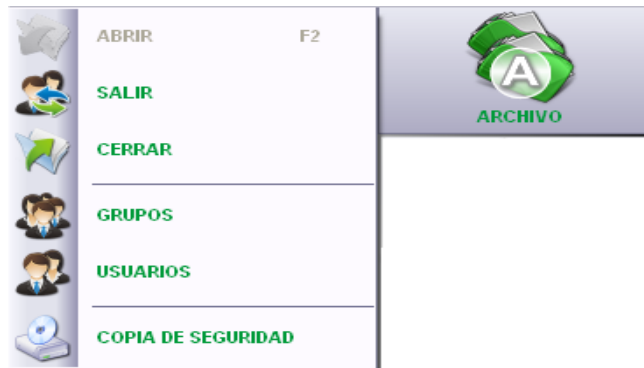 ABRIR F2
SALIR
CERRAR
GRUPOS
USUARIOS
COPIA DE SEGURIDAD
A
ARCHIVO